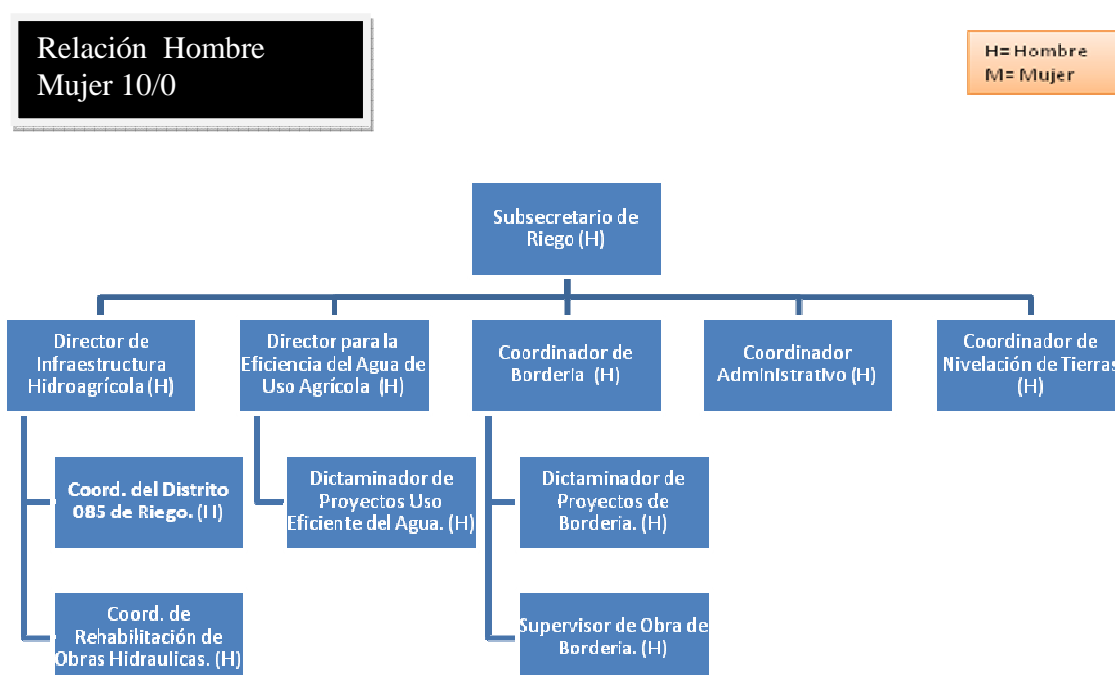 Relación Hombre
Mujer 10/0
H= Hombre
M= Mujer
Subsecretario de
Riego (H)
Director de
Infraestructura
Hidroagrícola (H)
Director para la
Eficiencia del Agua de
Uso Agrícola (H)
Coordinador de
Borderia (H)
Coordinador
Administrativo (H)
Coordinador de
Nivelación de Tierras
(H)
Coord. del Distrito
085 de Riego. (H)
Dictaminador de
Proyectos Uso
Eficiente del Agua. (H)
Dictaminador de
Proyectos de
Borderia. (H)
Coord. de
Rehabilitación de
Obras Hidraulicas. (H)
Supervisor de Obra de
Borderia. (H)